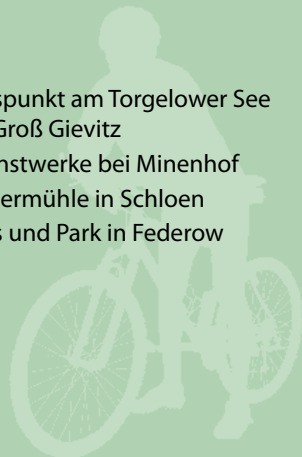 spunkt am Torgelower See
Groß Gievitz
nstwerke bei Minenhof
ermühle in Schloen
s und Park in Federow